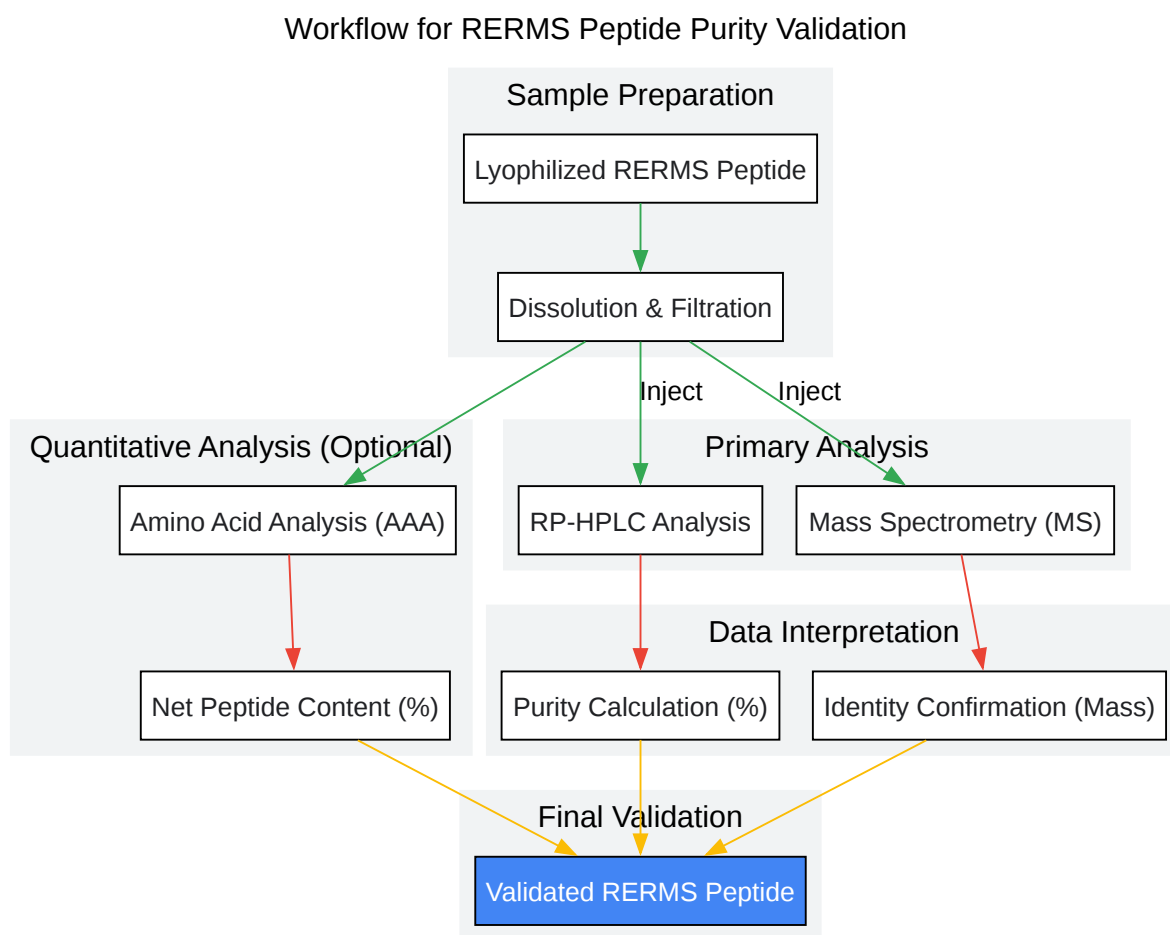 Workflow for RERMS Peptide Purity Validation
Sample Preparation
Lyophilized RERMS Peptide
Dissolution & Filtration
Inject
Inject
Quantitative Analysis (Optional)
Primary Analysis
Amino Acid Analysis (AAA)
RP-HPLC Analysis
Mass Spectrometry (MS)
Data Interpretation
Net Peptide Content (%)
Purity Calculation (%)
Identity Confirmation (Mass)
Final Validation
Validated RERMS Peptide